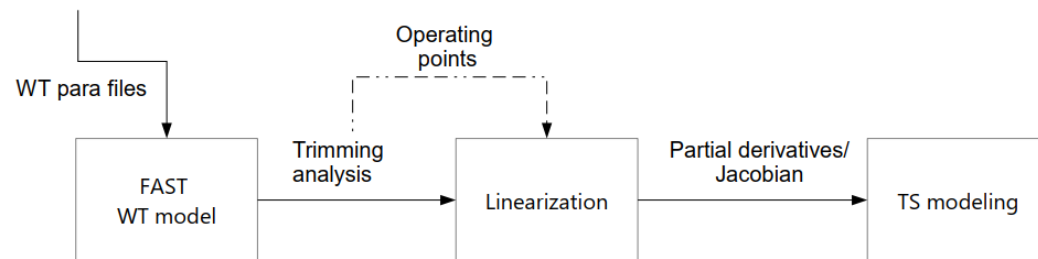 Operating
points
WT para files
Trimming
analysis
Partial derivatives/
Jacobian
FAST
WT model
Linearization
TS modeling